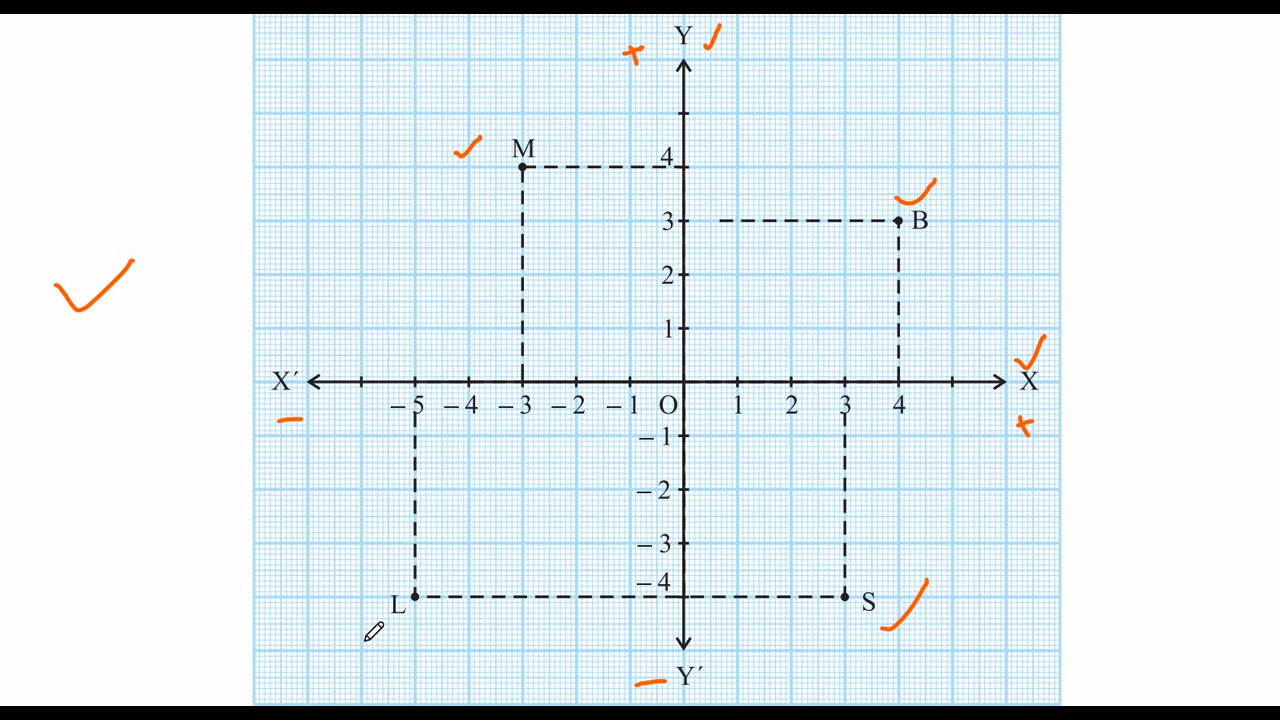 Y
M
4
3
B
2
1
X′
X
– 5 – 4 – 3 – 2 – 1 O 1 2 3 4
– 1
– 2
– 3
– 4
L
S
Y′